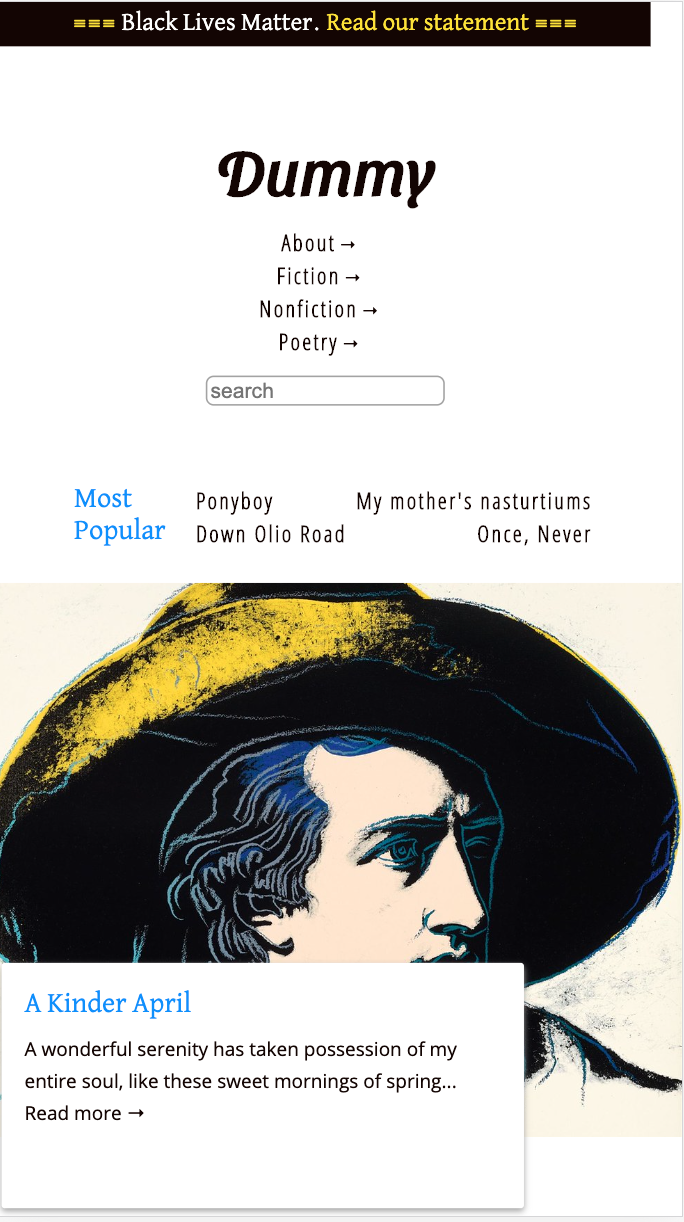 ≡≡≡ Black Lives Matter. Read our statement ≡≡≡
Dummy
About →
Fiction →
Nonfiction →
Poetry →
search
Most
Popular
Ponyboy
My mother's nasturtiums
Down Olio Road
Once, Never
A Kinder April
A wonderful serenity has taken possession of my
entire soul, like these sweet mornings of spring...
Read more →